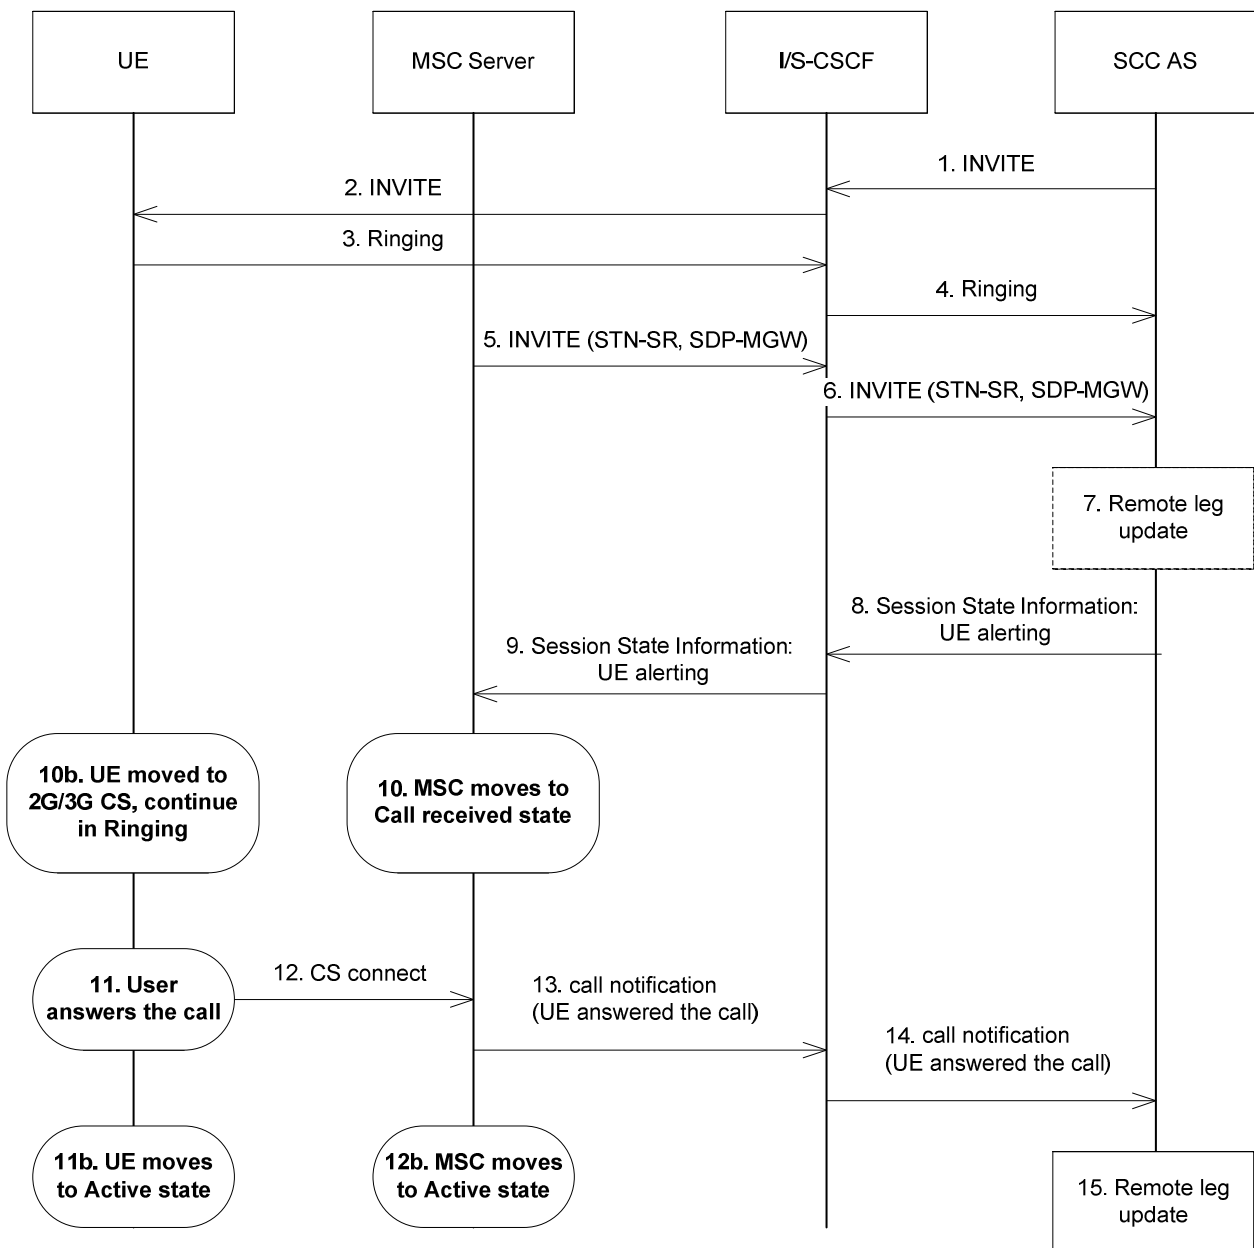 UE
MSC Server
I/S-CSCF
SCC AS
1. INVITE
2. INVITE
3. Ringing
4. Ringing
5. INVITE (STN-SR, SDP-MGW)
6. INVITE (STN-SR, SDP-MGW)
7. Remote leg
update
8. Session State Information:
UE alerting
9. Session State Information:
UE alerting
10b. UE moved to
2G/3G CS, continue
in Ringing
10. MSC moves to
Call received state
11. User
answers the call
12. CS connect
13. call notification
(UE answered the call)
14. call notification
(UE answered the call)
11b. UE moves
to Active state
12b. MSC moves
to Active state
15. Remote leg
update